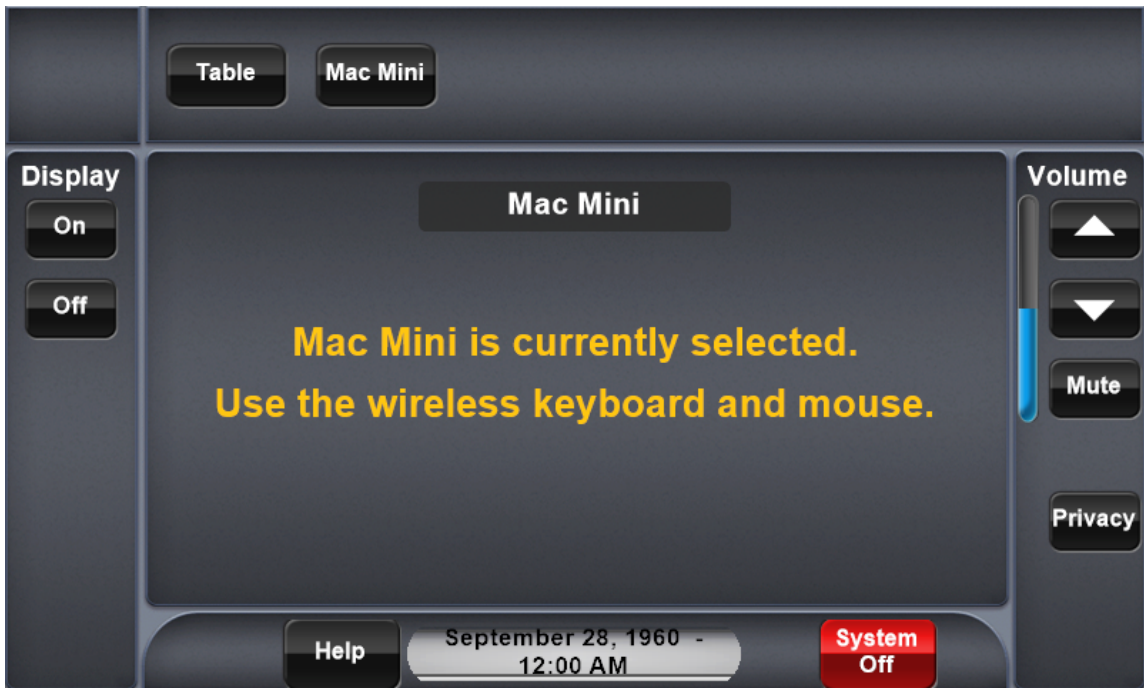 Table
Mac Mini
Display
On
Off
Mac Mini
Mac Mini is currently selected.
Use the wireless keyboard and mouse.
Volume
Mute
Privacy
Help
September 28, 1960 -
12:00 AM
System
Off